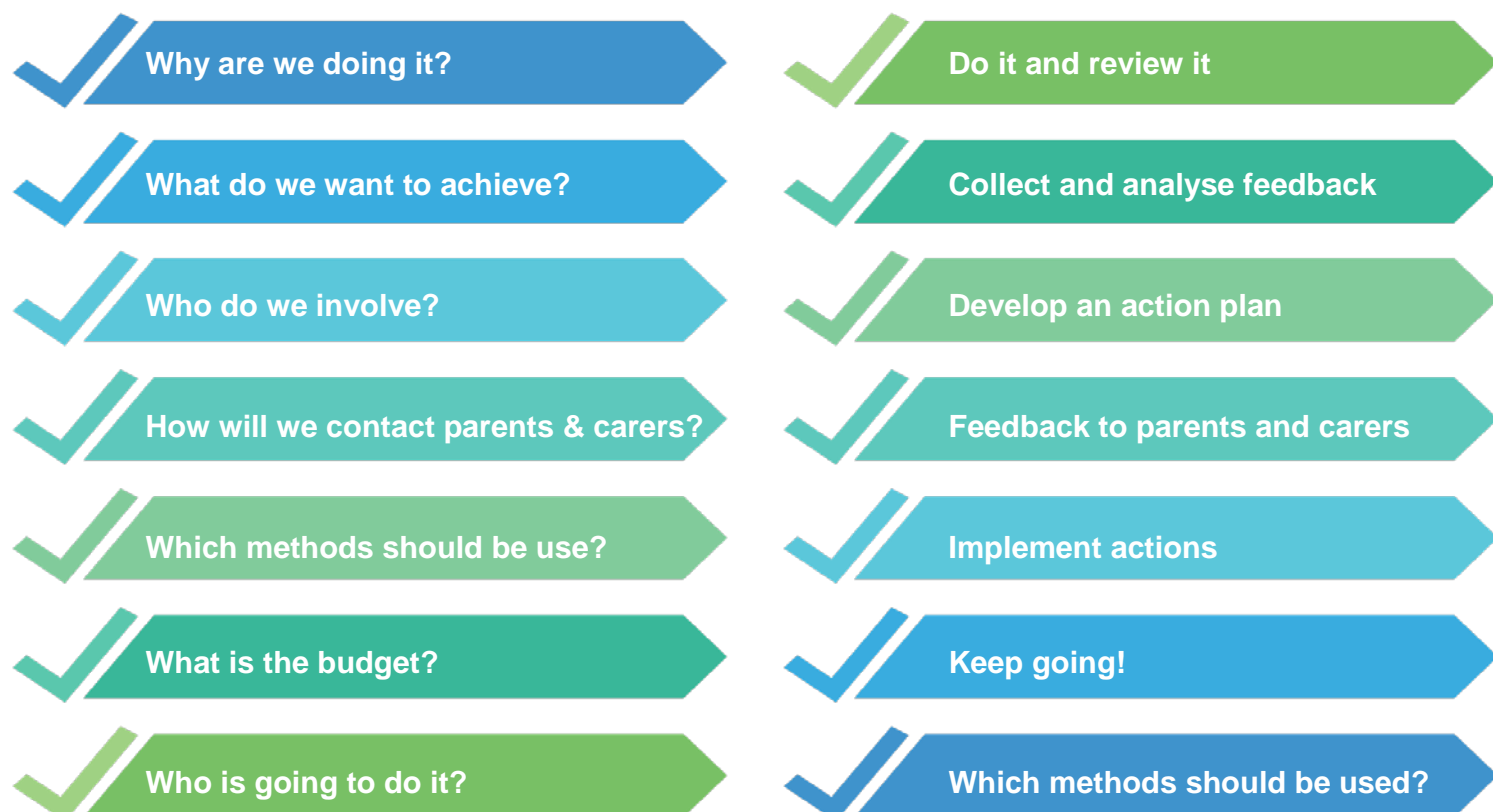 Why are we doing it?
What do we want to achieve?
Who do we involve?
How will we contact parents & carers?
Which methods should be use?
What is the budget?
Who is going to do it?
Do it and review it
Collect and analyse feedback
Develop an action plan
Feedback to parents and carers
Implement actions
Keep going!
Which methods should be used?